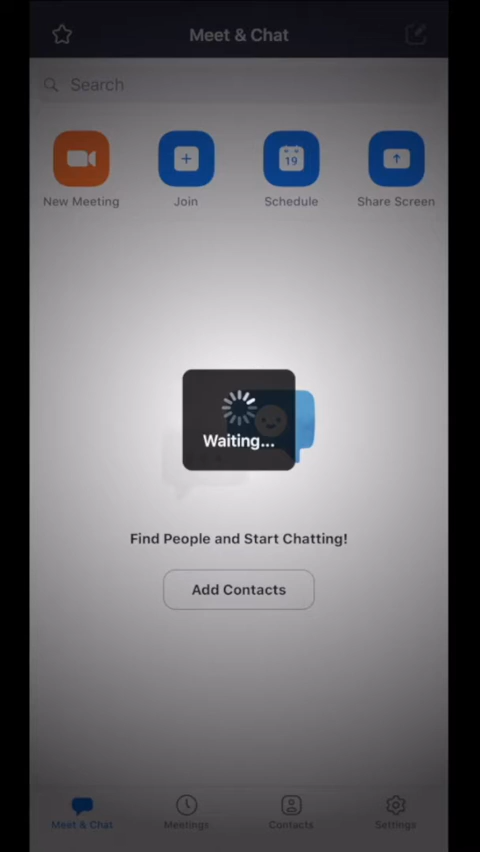 Meet & Chat
Search
New Meeting
Join
19
Schedule
Share Screen
Waiting...
Find People and Start Chatting!
Add Contacts
Meet & Chat
Meetings
Contacts
Settings